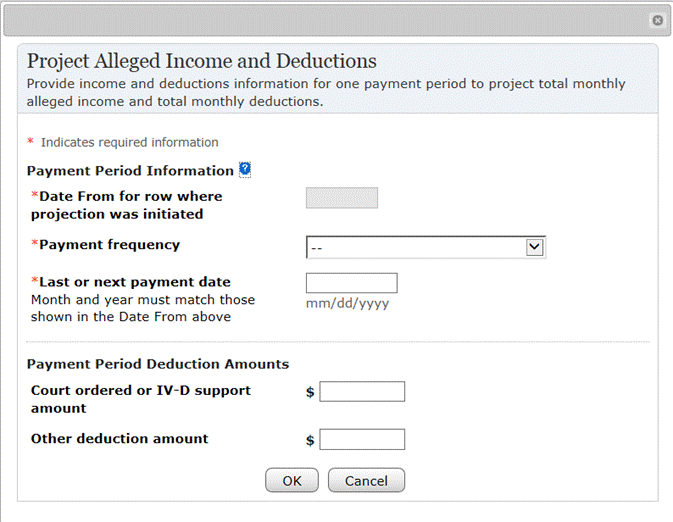 Project Alleged Income and Deductions
Provide income and deductions information for one payment period to project total monthly
alleged income and total monthly deductions.
* Indicates required information
Payment Period Information ?
*Date From for row where
projection was initiated
*Payment frequency
--
*Last or next payment date
Month and year must match those
shown in the Date From above
mm/dd/yyyy
Payment Period Deduction Amounts
Court ordered or IV-D support
amount
$
Other deduction amount
$
OK
Cancel